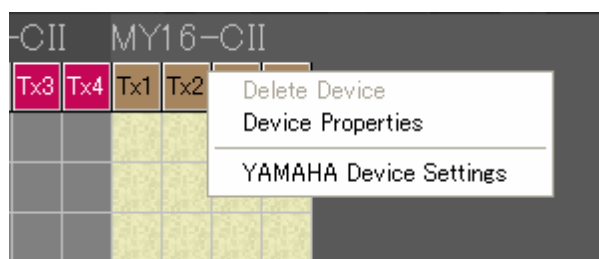 -CII MY16-CII
Tx3 Tx4 Tx1 Tx2
Delete Device
Device Properties
YAMAHA Device Settings